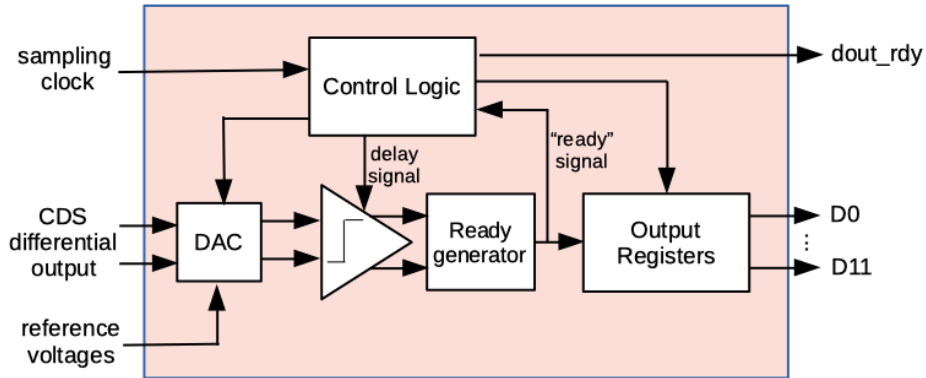 sampling
clock
Control Logic
dout_rdy
delay
signal
“ready”
signal
CDS
differential
output
DAC
Ready
generator
Output
Registers
D0
...
D11
reference
voltages